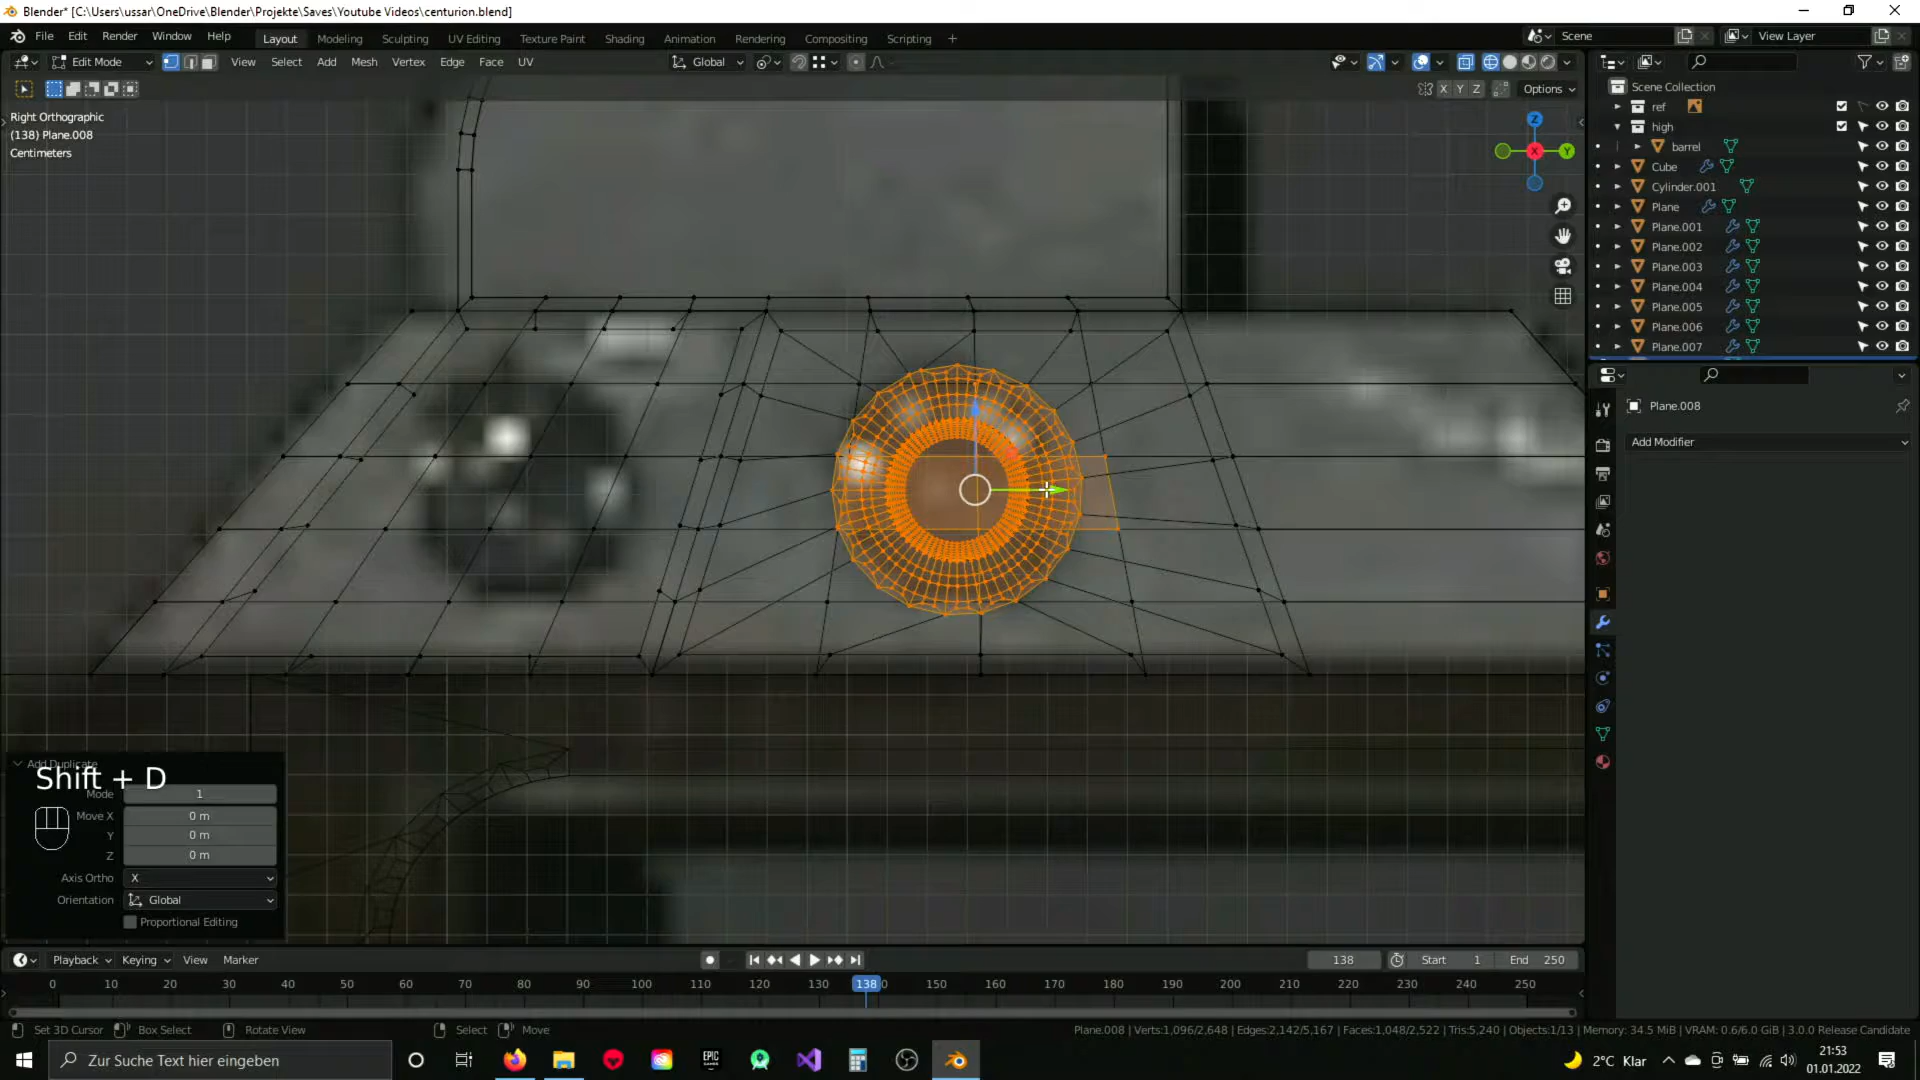 Blender* [C:\Users\ussar\OneDrive\Blender\Projekte\Saves\Youtube Videos\centurion.blend]
File Edit Render Window Help Layout Modeling Sculpting UV Editing Texture Paint Shading Animation Rendering Compositing Scripting + Scene View Layer
Edit Mode View Select Add Mesh Vertex Edge Face UV Global
X Y Z Options
Right Orthographic
(138) Plane.008
Centimeters
Z
X
Y
Scene Collection
ref
high
barrel
Cube
Cylinder.001
Plane
Plane.001
Plane.002
Plane.003
Plane.004
Plane.005
Plane.006
Plane.007
Plane.008
Add Modifier
Add Duplicate
Shift + D
Mode 1
Move X 0 m
Y 0 m
Z 0 m
Axis Ortho X
Orientation Global
Proportional Editing
Playback Keying View Marker 138 Start 1 End 250
0 10 20 30 40 50 60 70 80 90 100 110 120 130 138 0 150 160 170 180 190 200 210 220 230 240 250
Set 3D Cursor Box Select Rotate View Select Move Plane.008 | Verts:1,096/2,648 | Edges:2,142/5,167 | Faces:1,048/2,522 | Tris:5,240 | Objects:1/13 | Memory: 34.5 MiB | VRAM: 0.6/6.0 GiB | 3.0.0 Release Candidate
Zur Suche Text hier eingeben EPIC GAMES 2°C Klar 21:53
01.01.2022